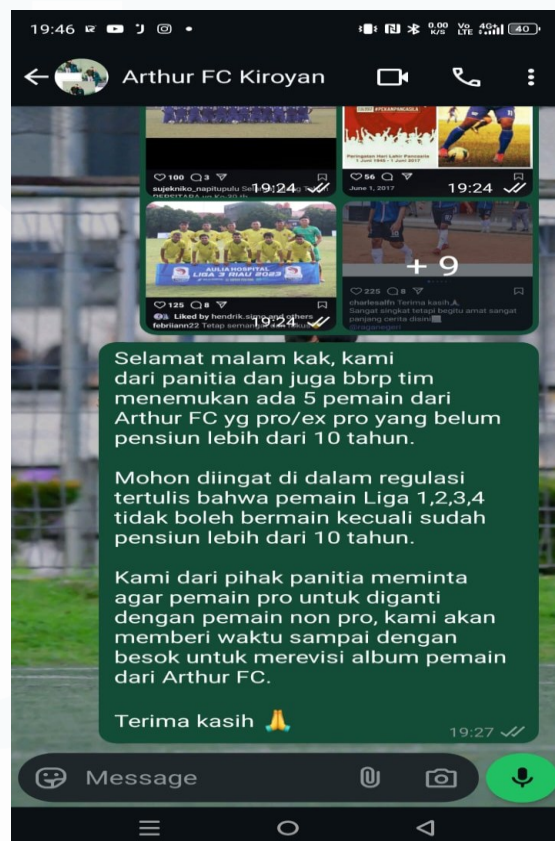 19:46
0.00 K/S
Vo LTE
4G+
40
Arthur FC Kiroyan
100 3
sujekniko_napitupulu
19:24
PEKANPANCASILA
Peringatan Hari Lahir Pancasila
1 Juni 1945 - 1 Juni 2017
56
June 1, 2017
19:24
AULIA HOSPITAL
LIGA 3 RIAU 2023
125 8
Liked by hendrik.simo and others
febriiann22 Tetap
19:24
+ 9
225 8
charlesalfn Terima kasih
Sangat singkat tetapi begitu amat sangat
panjang cerita disini
@raganegeri
Selamat malam kak, kami
dari panitia dan juga bbrp tim
menemukan ada 5 pemain dari
Arthur FC yg pro/ex pro yang belum
pensiun lebih dari 10 tahun.
Mohon diingat di dalam regulasi
tertulis bahwa pemain Liga 1,2,3,4
tidak boleh bermain kecuali sudah
pensiun lebih dari 10 tahun.
Kami dari pihak panitia meminta
agar pemain pro untuk diganti
dengan pemain non pro, kami akan
memberi waktu sampai dengan
besok untuk merevisi album pemain
dari Arthur FC.
Terima kasih 🙏
19:27
Message